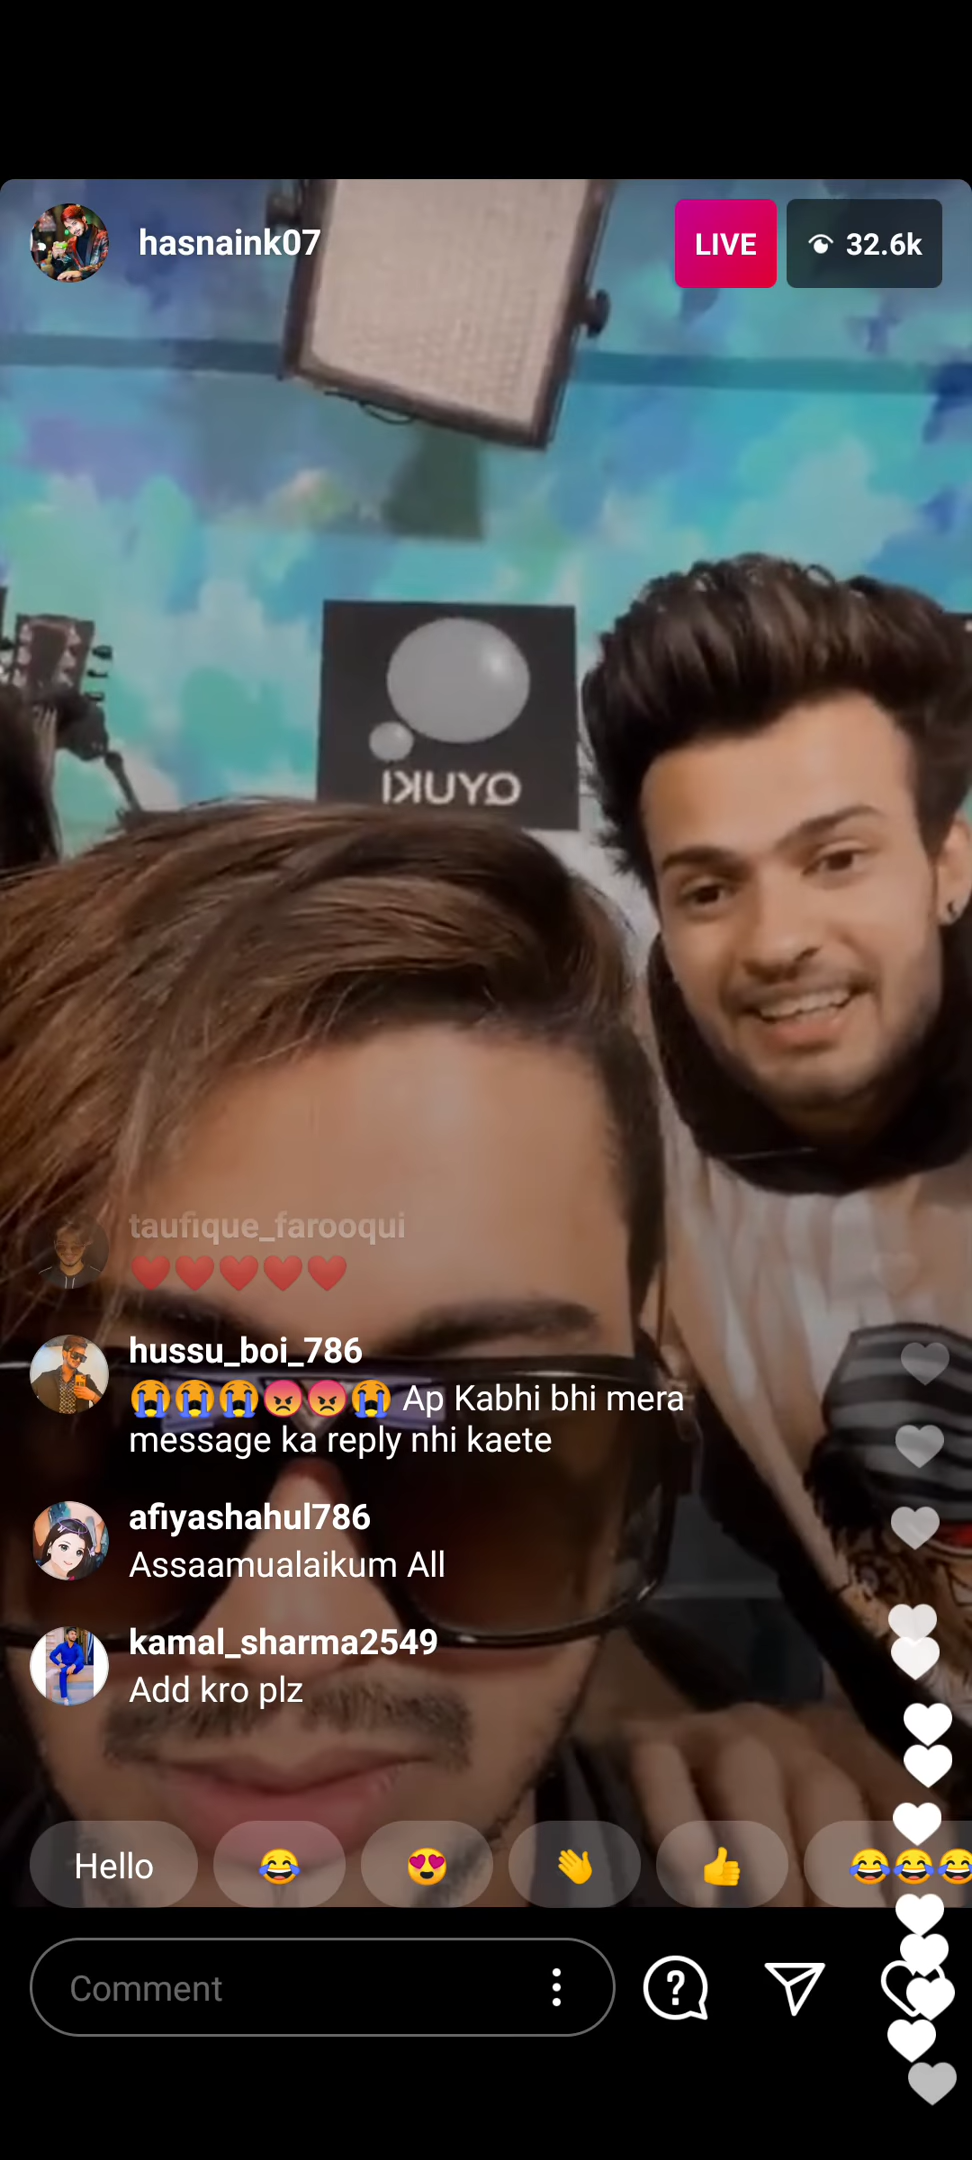 hasnaink07
LIVE
32.6k
OYUKI
taufique_farooqui
❤️❤️❤️❤️❤️
hussu_boi_786
😭😭😭😡😡😭 Ap Kabhi bhi mera
message ka reply nhi kaete
afiyashahul786
Assaamualaikum All
kamal_sharma2549
Add kro plz
Hello
😂
😍
👋
👍
😂😂😂
Comment